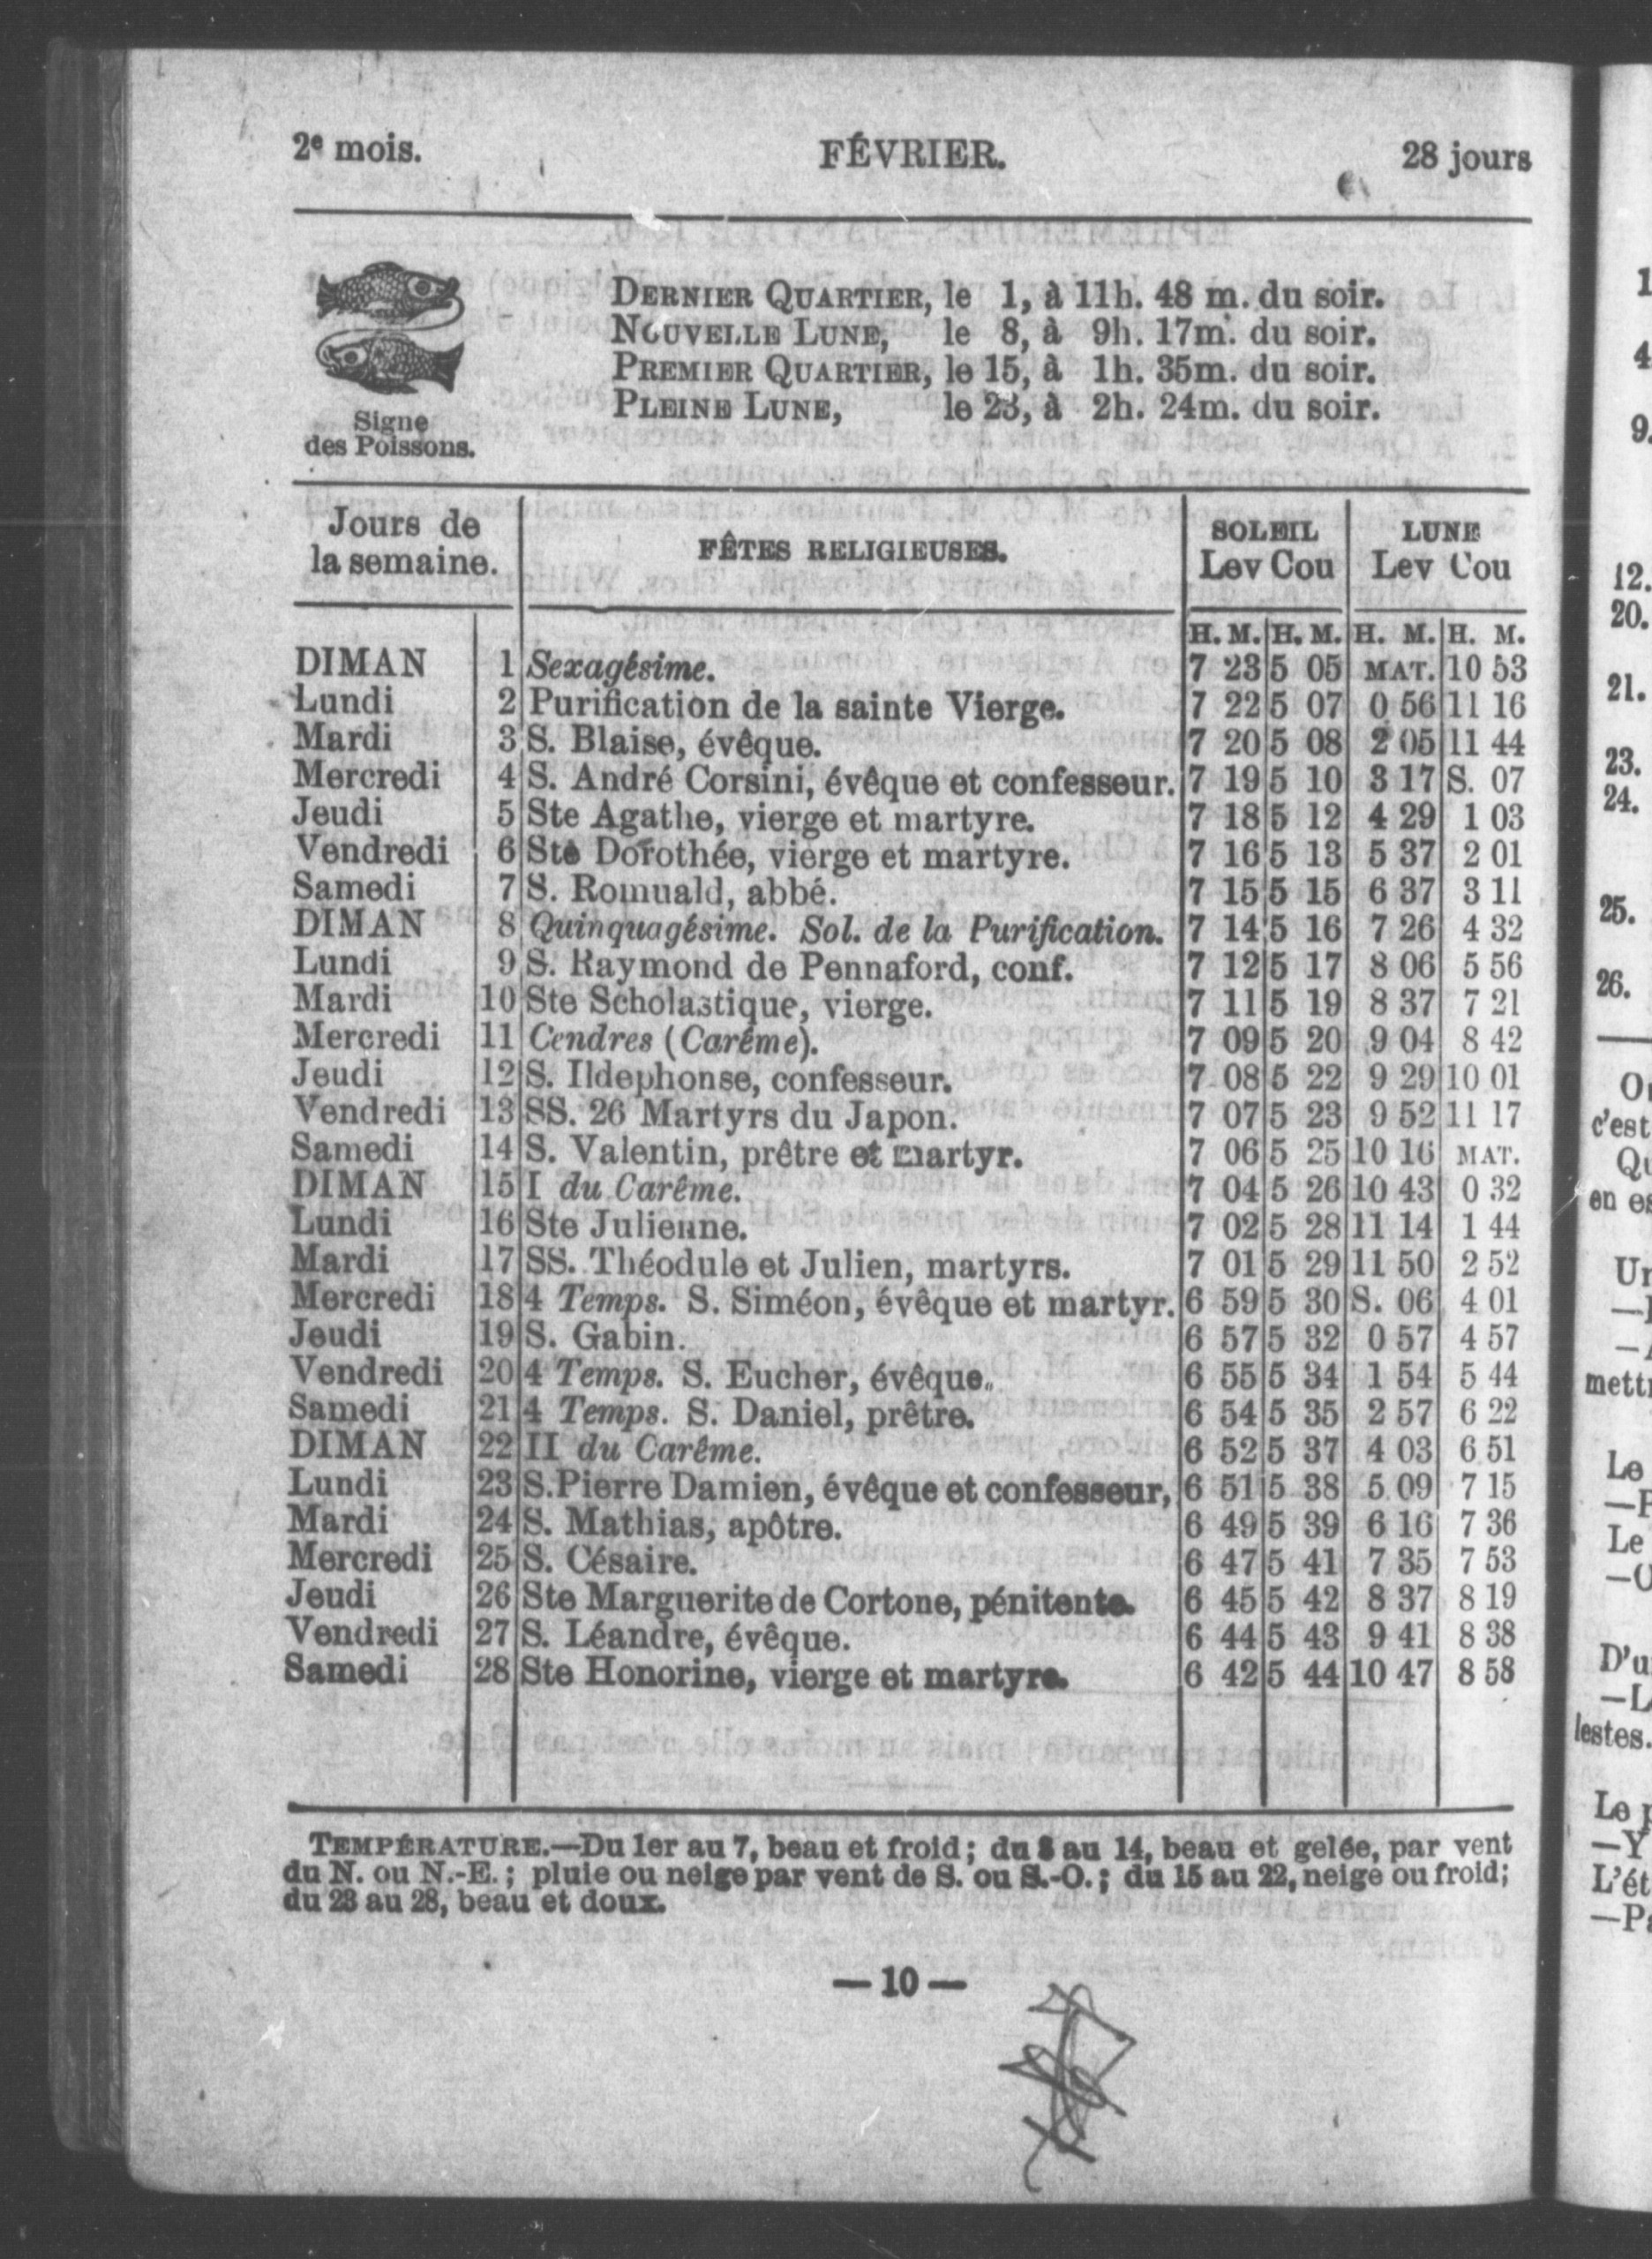 2e mois. FÉVRIER. 28 jours
DERNIER QUARTIER, le 1, à 11h. 48 m. du soir.
NOUVELLE LUNE, le 8, à 9h. 17m. du soir.
PREMIER QUARTIER, le 15, à 1h. 35m. du soir.
PLEINE LUNE, le 23, à 2h. 24m. du soir.
Signe
des Poissons.
Jours de la semaine. FÊTES RELIGIEUSES. SOLEIL Lev Cou LUNE Lev Cou
H. M. H. M. H. M. H. M.
DIMAN 1 Sexagésime. 7 23 5 05 MAT. 10 53
Lundi 2 Purification de la sainte Vierge. 7 22 5 07 0 56 11 16
Mardi 3 S. Blaise, évêque. 7 20 5 08 2 05 11 44
Mercredi 4 S. André Corsini, évêque et confesseur. 7 19 5 10 3 17 S. 07
Jeudi 5 Ste Agathe, vierge et martyre. 7 18 5 12 4 29 1 03
Vendredi 6 Ste Dorothée, vierge et martyre. 7 16 5 13 5 37 2 01
Samedi 7 S. Romuald, abbé. 7 15 5 15 6 37 3 11
DIMAN 8 Quinquagésime. Sol. de la Purification. 7 14 5 16 7 26 4 32
Lundi 9 S. Raymond de Pennaford, conf. 7 12 5 17 8 06 5 56
Mardi 10 Ste Scholastique, vierge. 7 11 5 19 8 37 7 21
Mercredi 11 Cendres (Carême). 7 09 5 20 9 04 8 42
Jeudi 12 S. Ildephonse, confesseur. 7 08 5 22 9 29 10 01
Vendredi 13 SS. 26 Martyrs du Japon. 7 07 5 23 9 52 11 17
Samedi 14 S. Valentin, prêtre et martyr. 7 06 5 25 10 16 MAT.
DIMAN 15 I du Carême. 7 04 5 26 10 43 0 32
Lundi 16 Ste Julienne. 7 02 5 28 11 14 1 44
Mardi 17 SS. Théodule et Julien, martyrs. 7 01 5 29 11 50 2 52
Mercredi 18 4 Temps. S. Siméon, évêque et martyr. 6 59 5 30 S. 06 4 01
Jeudi 19 S. Gabin. 6 57 5 32 0 57 4 57
Vendredi 20 4 Temps. S. Eucher, évêque. 6 55 5 34 1 54 5 44
Samedi 21 4 Temps. S. Daniel, prêtre. 6 54 5 35 2 57 6 22
DIMAN 22 II du Carême. 6 52 5 37 4 03 6 51
Lundi 23 S. Pierre Damien, évêque et confesseur, 6 51 5 38 5 09 7 15
Mardi 24 S. Mathias, apôtre. 6 49 5 39 6 16 7 36
Mercredi 25 S. Césaire. 6 47 5 41 7 35 7 53
Jeudi 26 Ste Marguerite de Cortone, pénitente. 6 45 5 42 8 37 8 19
Vendredi 27 S. Léandre, évêque. 6 44 5 43 9 41 8 38
Samedi 28 Ste Honorine, vierge et martyre. 6 42 5 44 10 47 8 58
TEMPÉRATURE.—Du 1er au 7, beau et froid; du 8 au 14, beau et gelée, par vent
du N. ou N.-E.; pluie ou neige par vent de S. ou S.-O.; du 15 au 22, neige ou froid;
du 23 au 28, beau et doux.
—10—
12.
20.
21.
23.
24.
25.
26.
c'est
en
Le
Le
lestes.